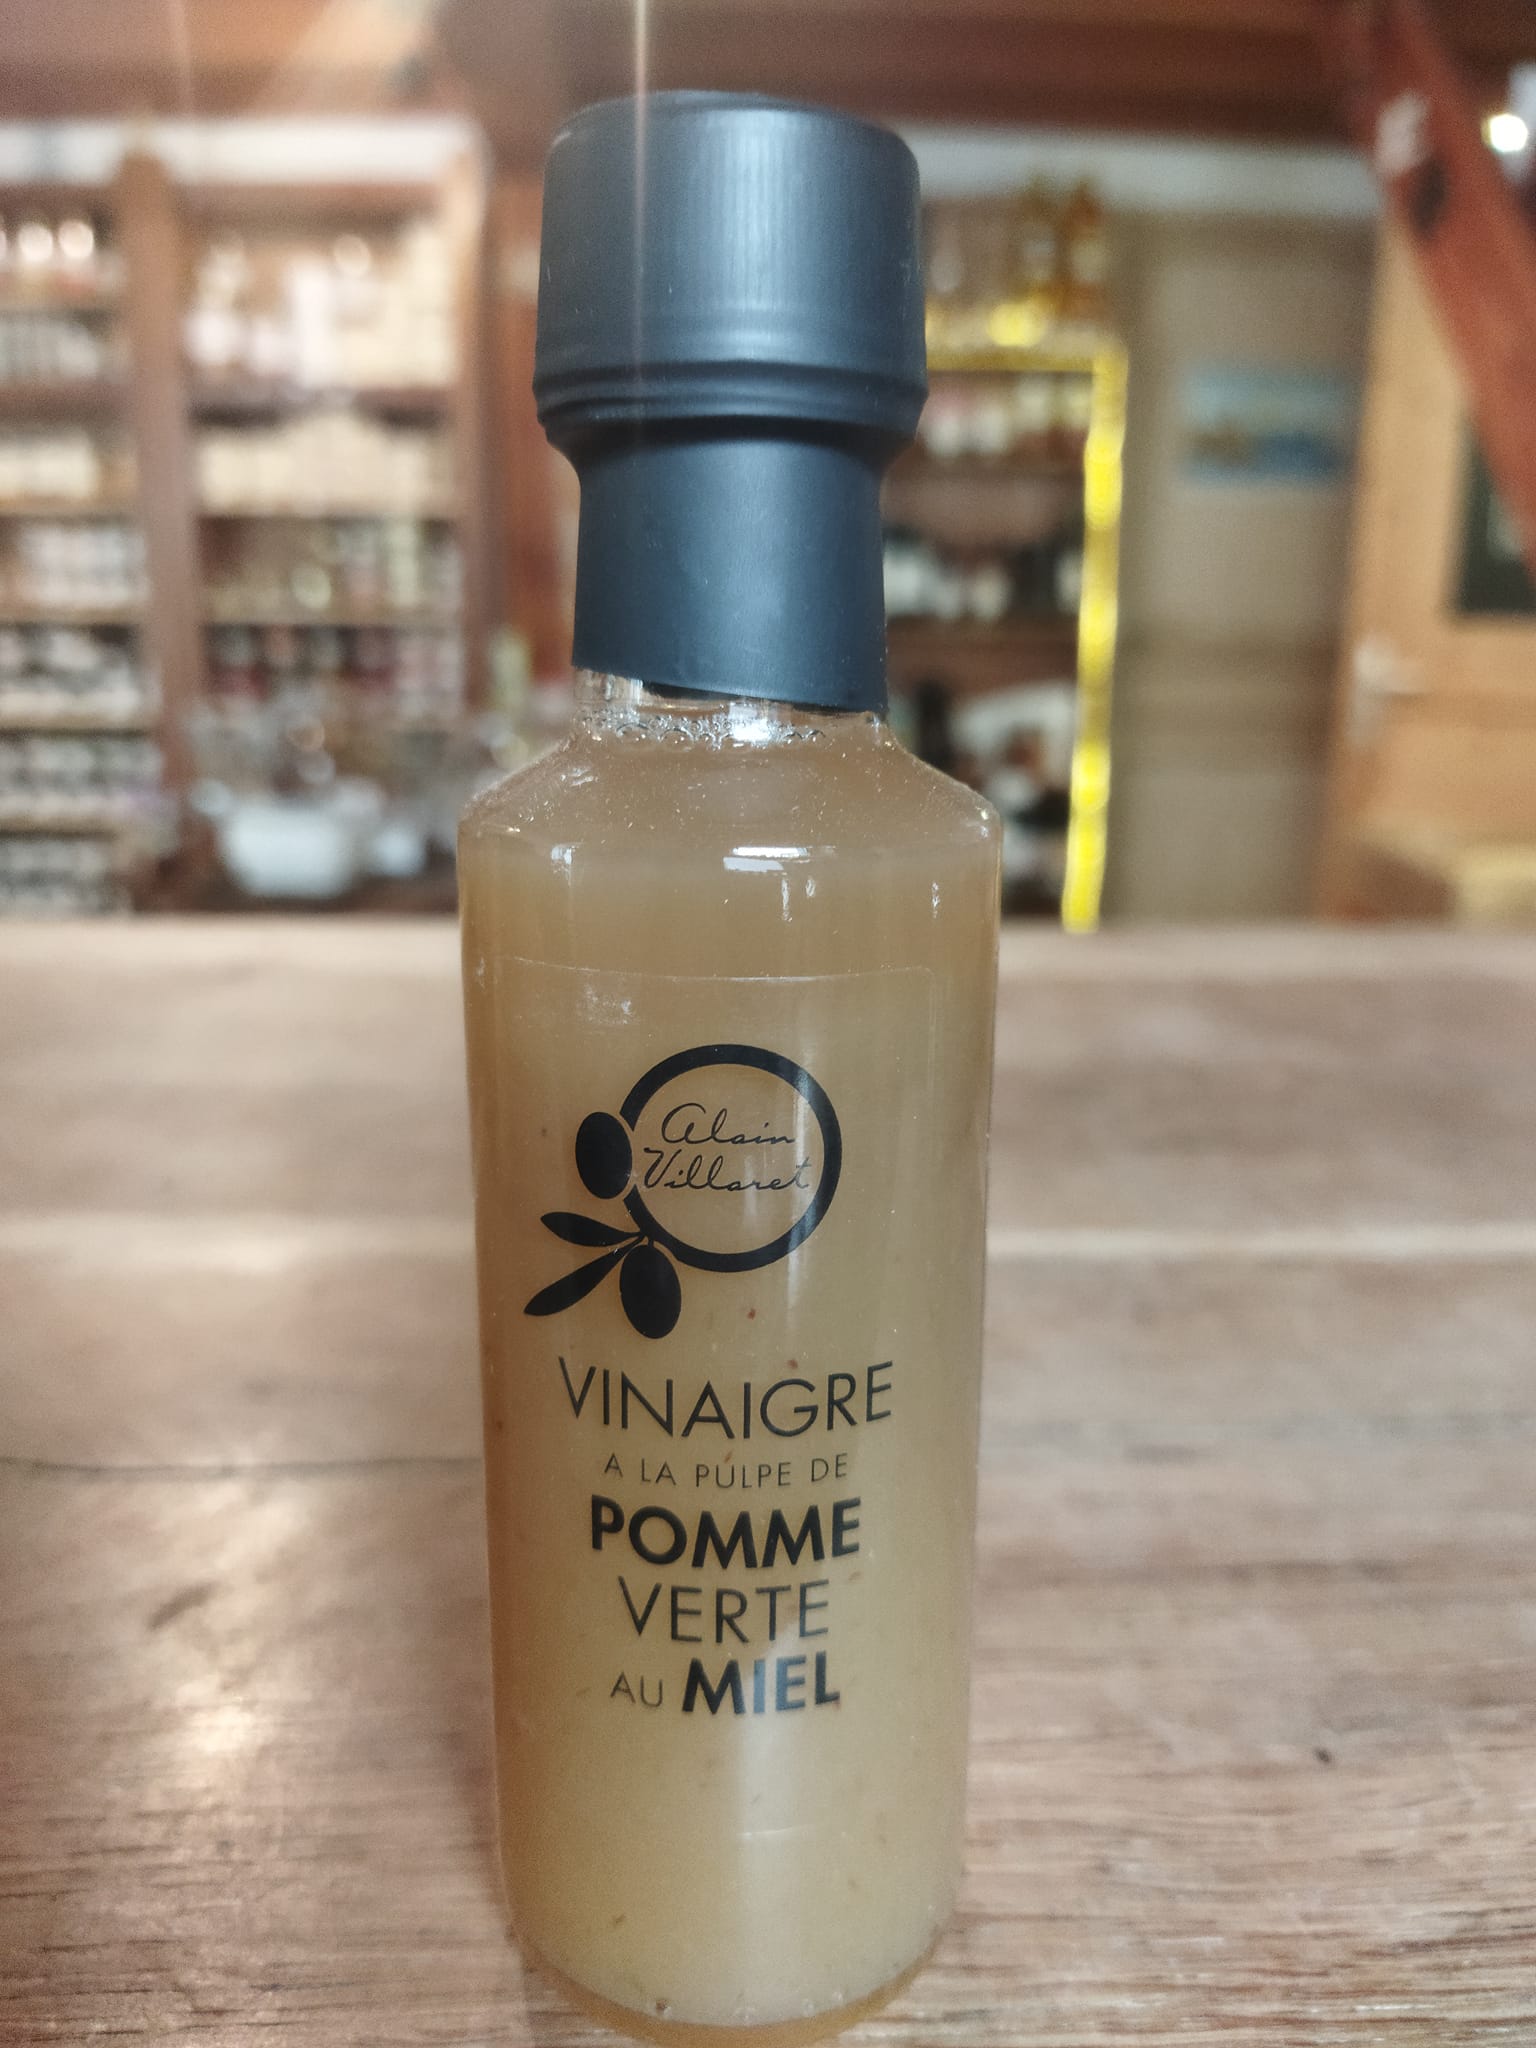 Alain
Villaret
VINAIGRE
A LA PULPE DE
POMME
VERTE
AU MIEL